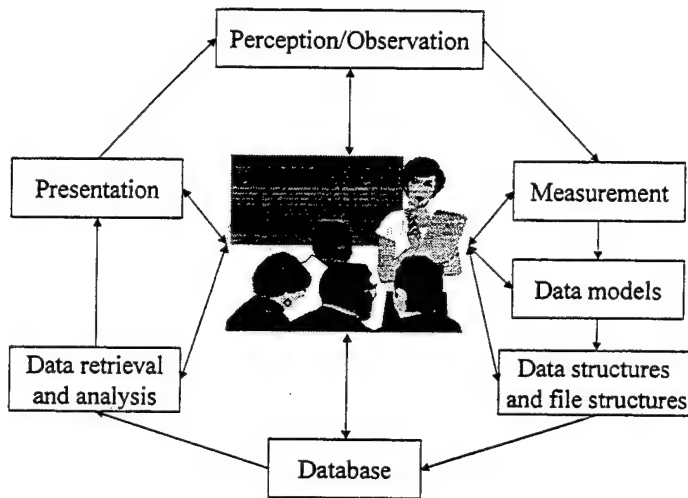 Perception/Observation
Presentation
Measurement
Data models
Data retrieval
and analysis
Data structures
and file structures
Database